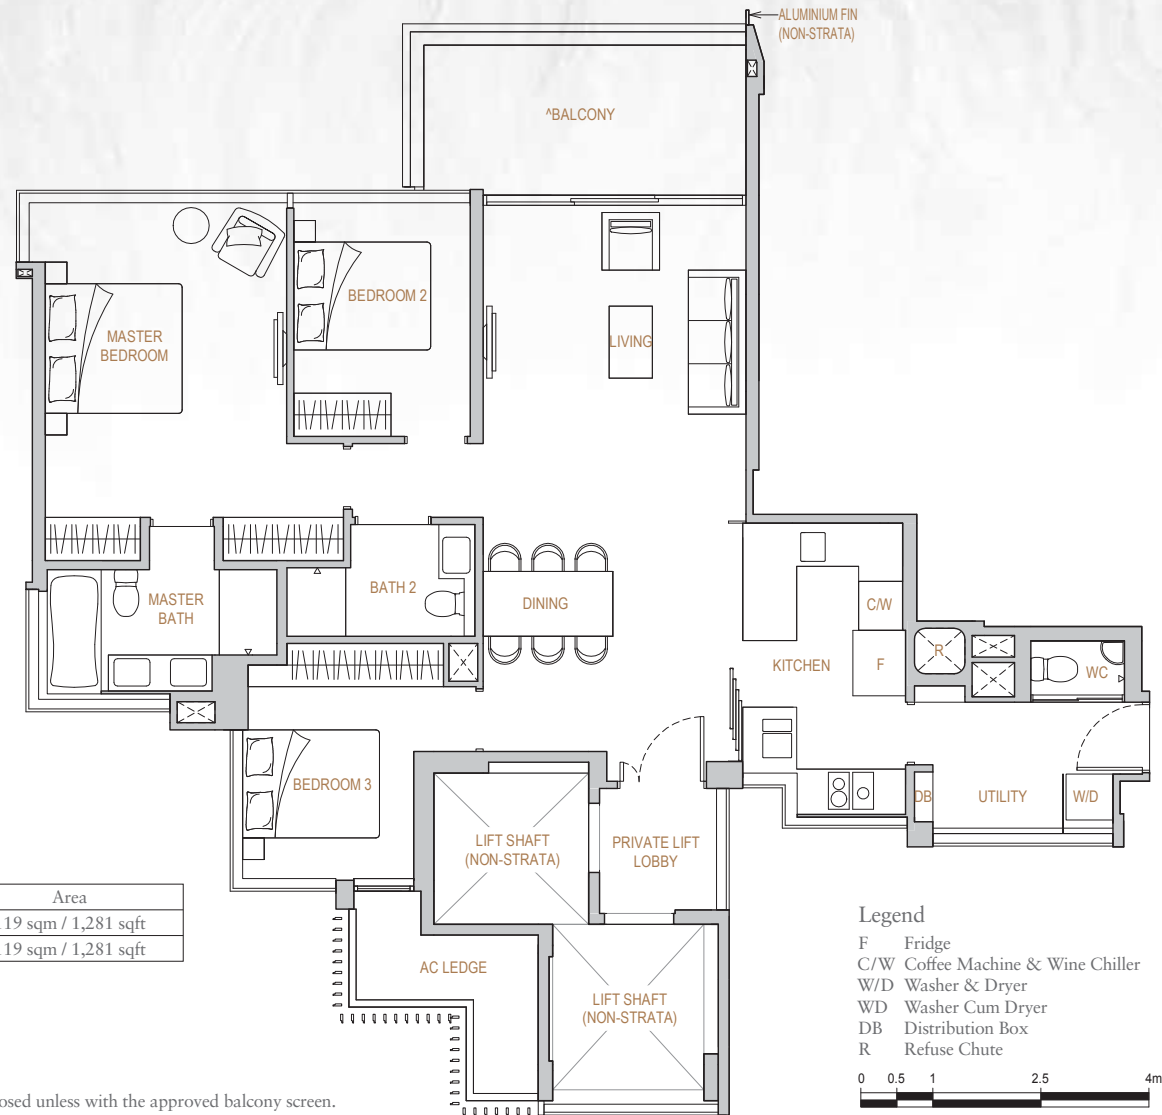 ALUMINIUM FIN
(NON-STRATA)
^BALCONY
BEDROOM 2
MASTER
BEDROOM
LIVING
BATH 2
DINING
C/W
MASTER
BATH
KITCHEN
F
R
WC
BEDROOM 3
DB
UTILITY
W/D
LIFT SHAFT
(NON-STRATA)
PRIVATE LIFT
LOBBY
Area
19 sqm / 1,281 sqft
19 sqm / 1,281 sqft
AC LEDGE
LIFT SHAFT
(NON-STRATA)
Legend
F Fridge
C/W Coffee Machine & Wine Chiller
W/D Washer & Dryer
WD Washer Cum Dryer
DB Distribution Box
R Refuse Chute
0 0.5 1 2.5 4m
unless with the approved balcony screen.